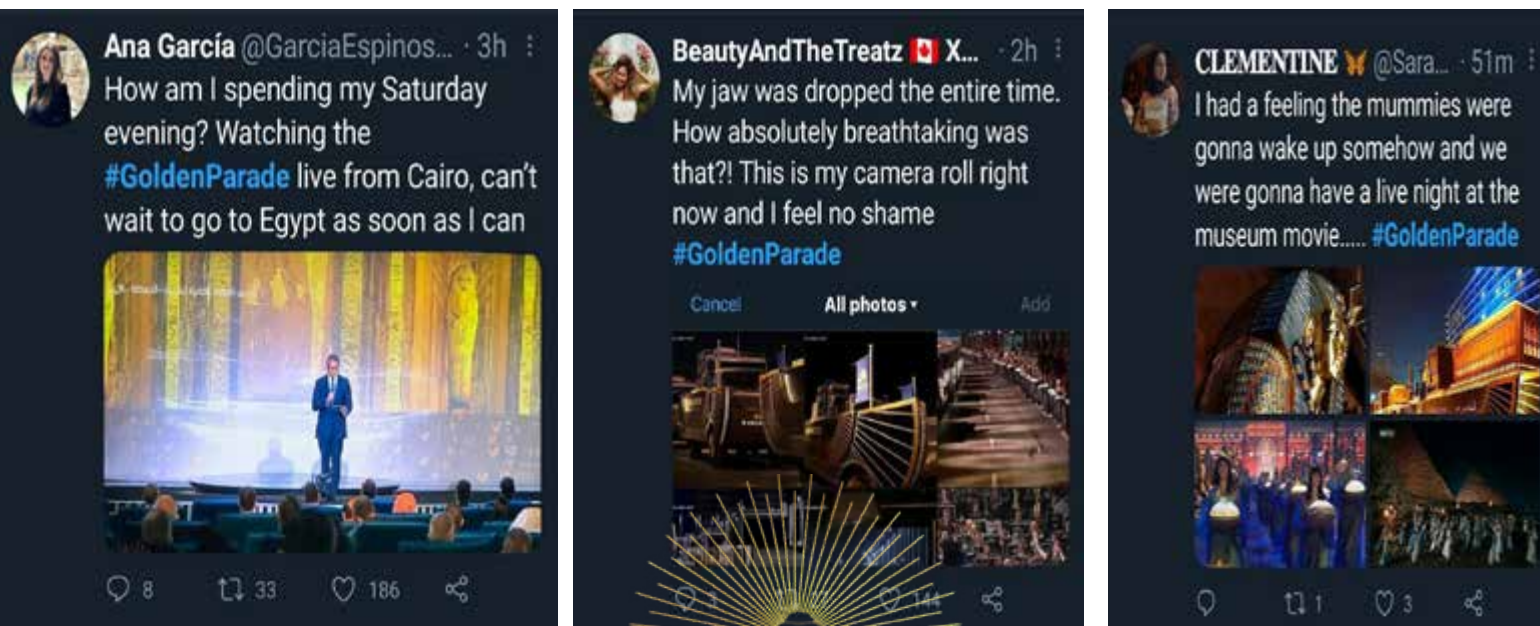 Ana García @GarciaEspinos... · 3h
How am I spending my Saturday
evening? Watching the
#GoldenParade live from Cairo, can't
wait to go to Egypt as soon as I can
8 33 186
BeautyAndTheTreatz 🇨🇦 X... · 2h
My jaw was dropped the entire time.
How absolutely breathtaking was
that?! This is my camera roll right
now and I feel no shame
#GoldenParade
Cancel All photos Add
3 144
CLEMENTINE 🦋 @Sara... · 51m
I had a feeling the mummies were
gonna wake up somehow and we
were gonna have a live night at the
museum movie..... #GoldenParade
1 3